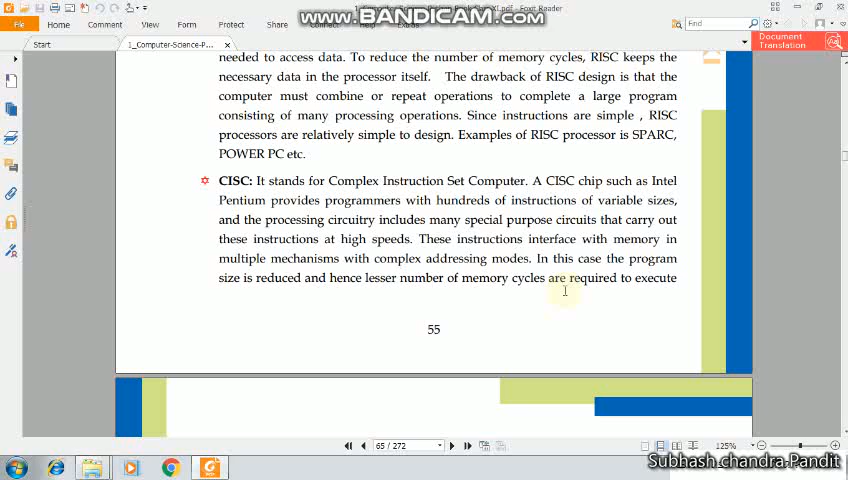 www.BANDICAM.com
.pdf - Foxit Reader
File Home Form Protect Share Help Extras
Find
Start
1_Computer-Science-P...
Document Translation
needed to access data. To reduce the number of memory cycles, RISC keeps the
necessary data in the processor itself. The drawback of RISC design is that the
computer must combine or repeat operations to complete a large program
consisting of many processing operations. Since instructions are simple , RISC
processors are relatively simple to design. Examples of RISC processor is SPARC,
POWER PC etc.
CISC: It stands for Complex Instruction Set Computer. A CISC chip such as Intel
Pentium provides programmers with hundreds of instructions of variable sizes,
and the processing circuitry includes many special purpose circuits that carry out
these instructions at high speeds. These instructions interface with memory in
multiple mechanisms with complex addressing modes. In this case the program
size is reduced and hence lesser number of memory cycles are required to execute
55
65 / 272
125%
Subhash chandra Pandit